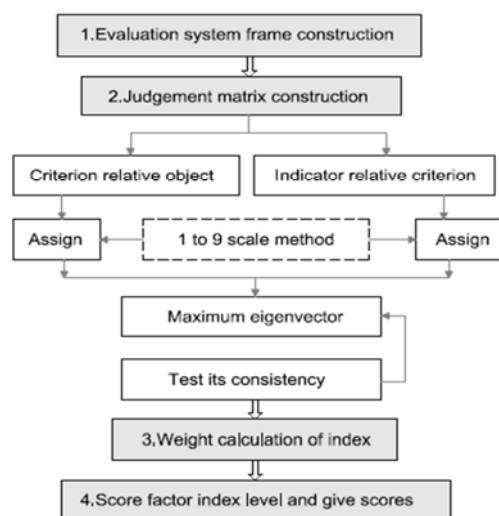 1.Evaluation system frame construction
2.Judgement matrix construction
Criterion relative object
Indicator relative criterion
Assign
1 to 9 scale method
Assign
Maximum eigenvector
Test its consistency
3.Weight calculation of index
4.Score factor index level and give scores